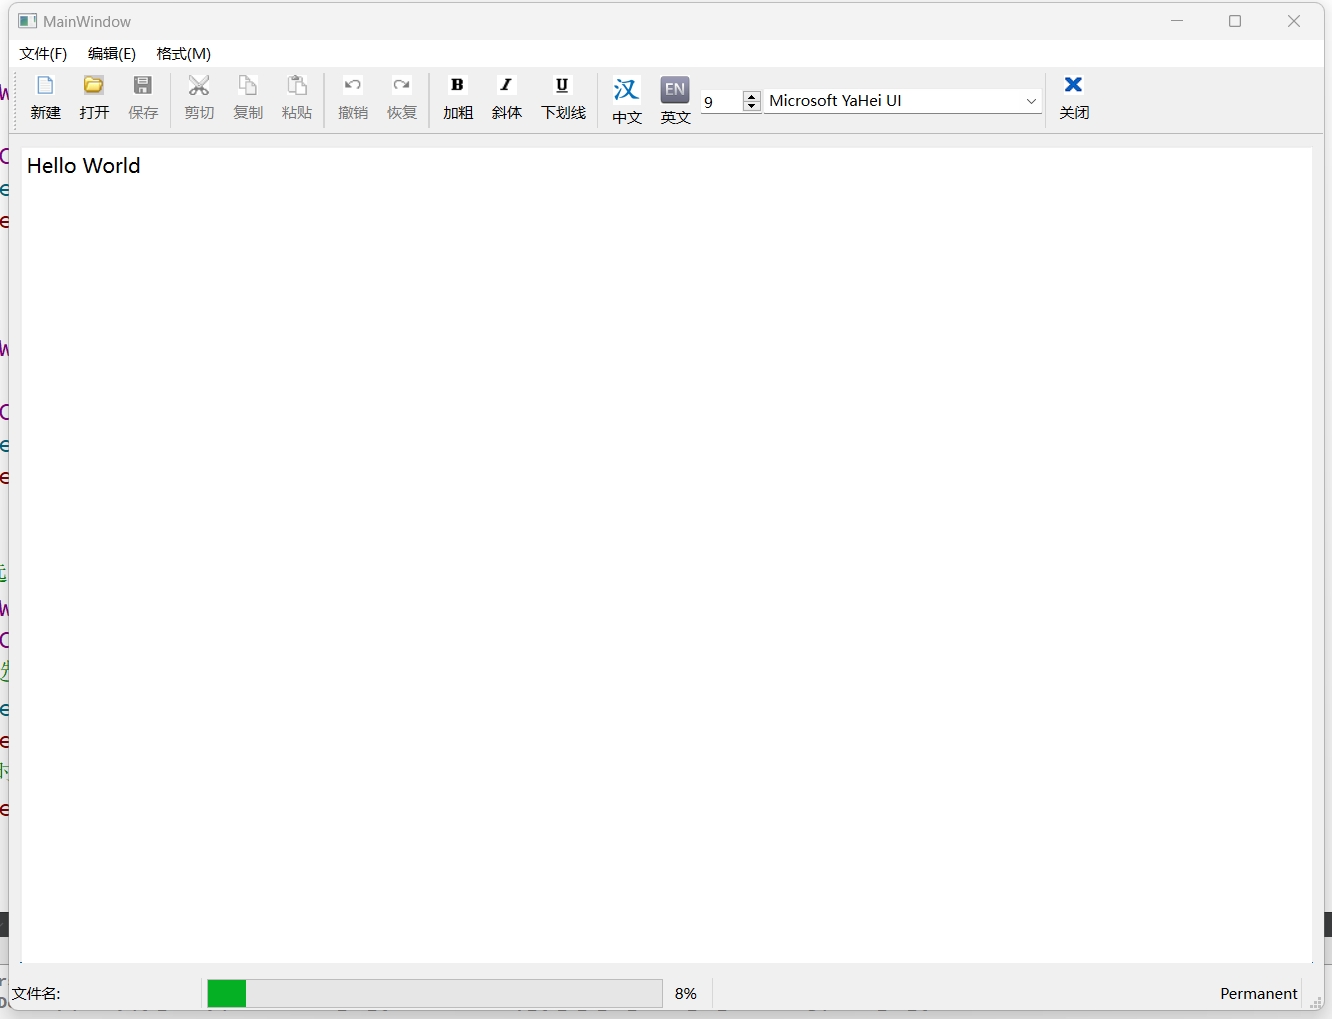 MainWindow
文件(F) 编辑(E) 格式(M)
新建 打开 保存 剪切 复制 粘贴 撤销 恢复 B 加粗 I 斜体 U 下划线 汉 中文 EN 英文 9 Microsoft YaHei UI 关闭
Hello World
文件名: 8% Permanent